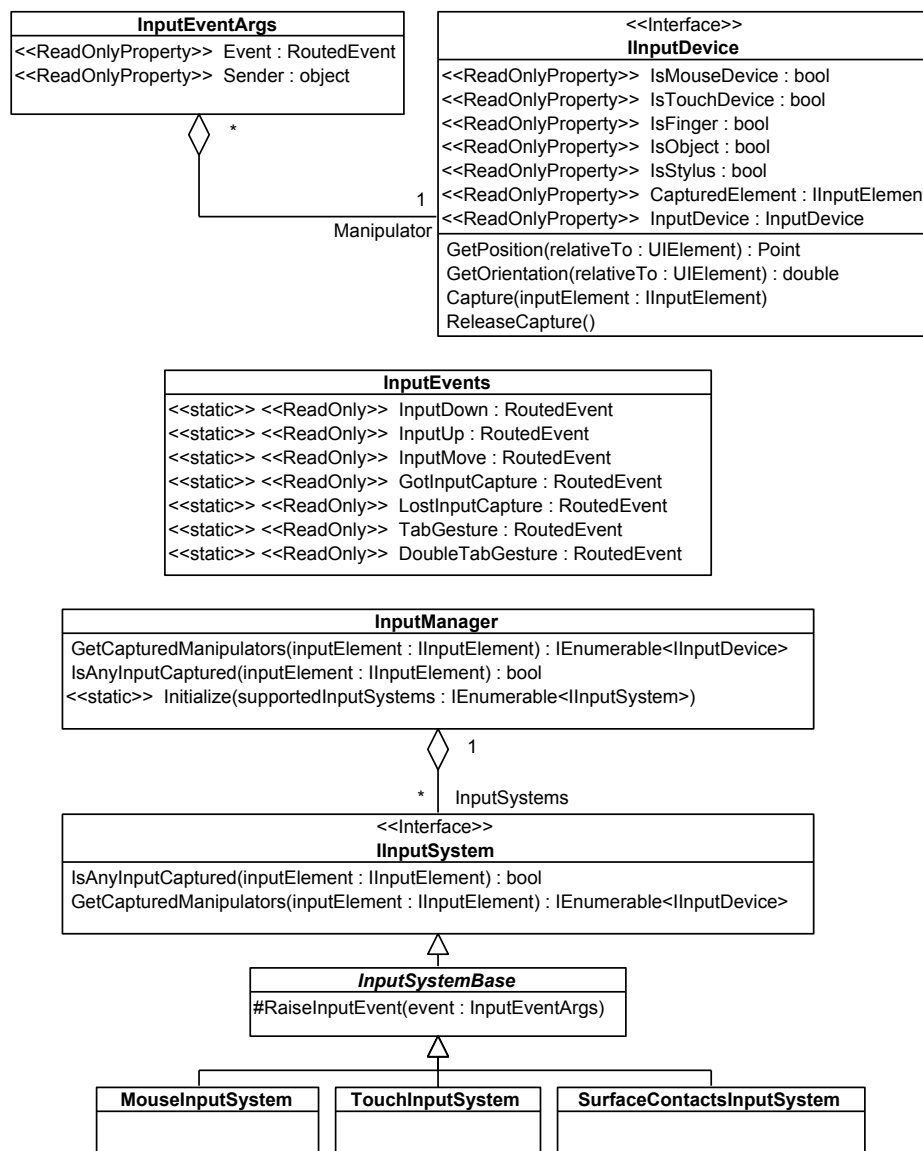 InputEventArgs
<<ReadOnlyProperty>> Event : RoutedEvent
<<ReadOnlyProperty>> Sender : object
*
1
Manipulator
<<Interface>>
IInputDevice
<<ReadOnlyProperty>> IsMouseDevice : bool
<<ReadOnlyProperty>> IsTouchDevice : bool
<<ReadOnlyProperty>> IsFinger : bool
<<ReadOnlyProperty>> IsObject : bool
<<ReadOnlyProperty>> IsStylus : bool
<<ReadOnlyProperty>> CapturedElement : IInputElement
<<ReadOnlyProperty>> InputDevice : InputDevice
GetPosition(relativeTo : UIElement) : Point
GetOrientation(relativeTo : UIElement) : double
Capture(inputElement : IInputElement)
ReleaseCapture()
InputEvents
<<static>> <<ReadOnly>> InputDown : RoutedEvent
<<static>> <<ReadOnly>> InputUp : RoutedEvent
<<static>> <<ReadOnly>> InputMove : RoutedEvent
<<static>> <<ReadOnly>> GotInputCapture : RoutedEvent
<<static>> <<ReadOnly>> LostInputCapture : RoutedEvent
<<static>> <<ReadOnly>> TabGesture : RoutedEvent
<<static>> <<ReadOnly>> DoubleTabGesture : RoutedEvent
InputManager
GetCapturedManipulators(inputElement : IInputElement) : IEnumerable<IInputDevice>
IsAnyInputCaptured(inputElement : IInputElement) : bool
<<static>> Initialize(supportedInputSystems : IEnumerable<IInputSystem>)
1
* InputSystems
<<Interface>>
IInputSystem
IsAnyInputCaptured(inputElement : IInputElement) : bool
GetCapturedManipulators(inputElement : IInputElement) : IEnumerable<IInputDevice>
InputSystemBase
#RaiseInputEvent(event : InputEventArgs)
MouseInputSystem
TouchInputSystem
SurfaceContactsInputSystem